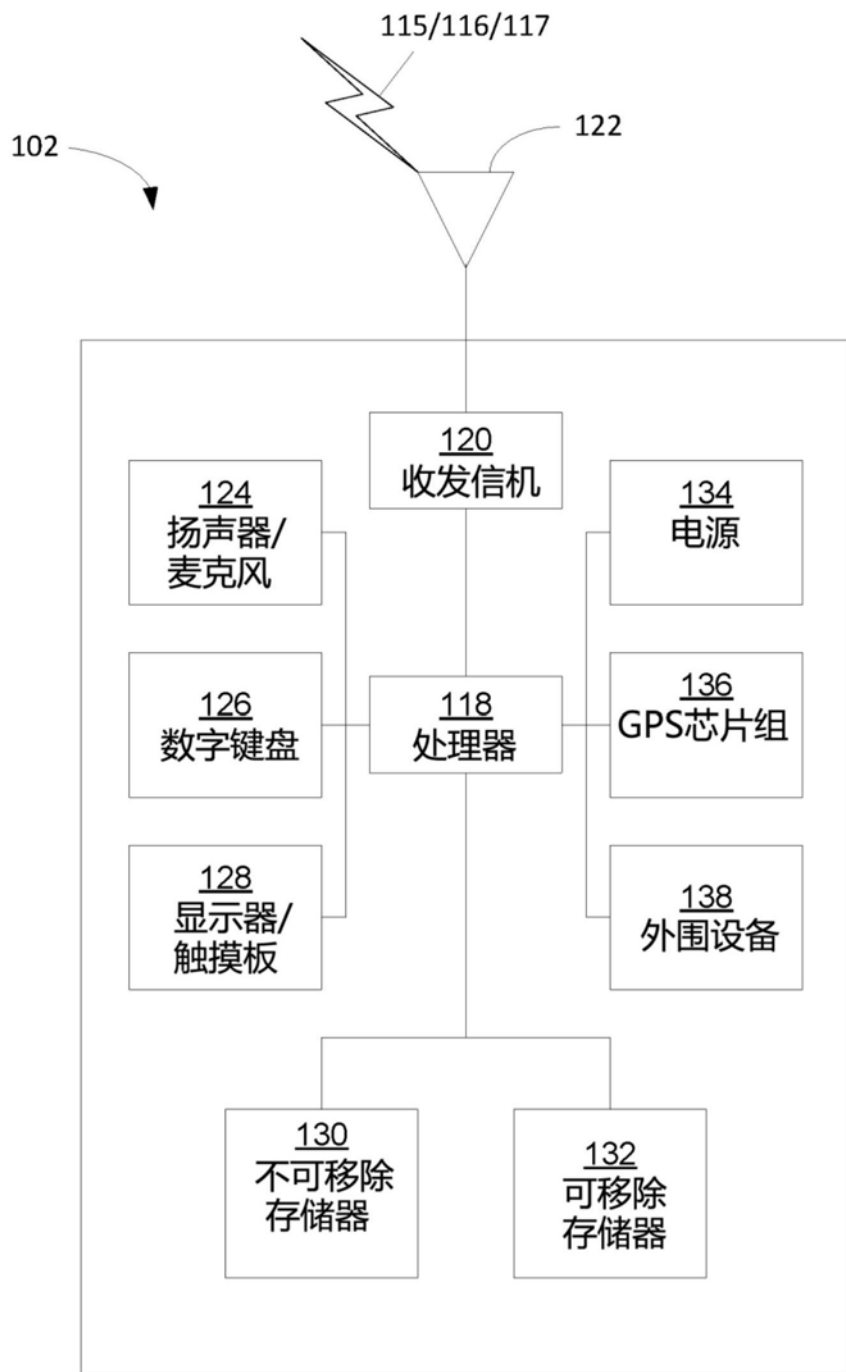 115/116/117
122
102
120
收发信机
124
扬声器/
麦克风
134
电源
126
数字键盘
118
处理器
136
GPS芯片组
128
显示器/
触摸板
138
外围设备
130
不可移除
存储器
132
可移除
存储器